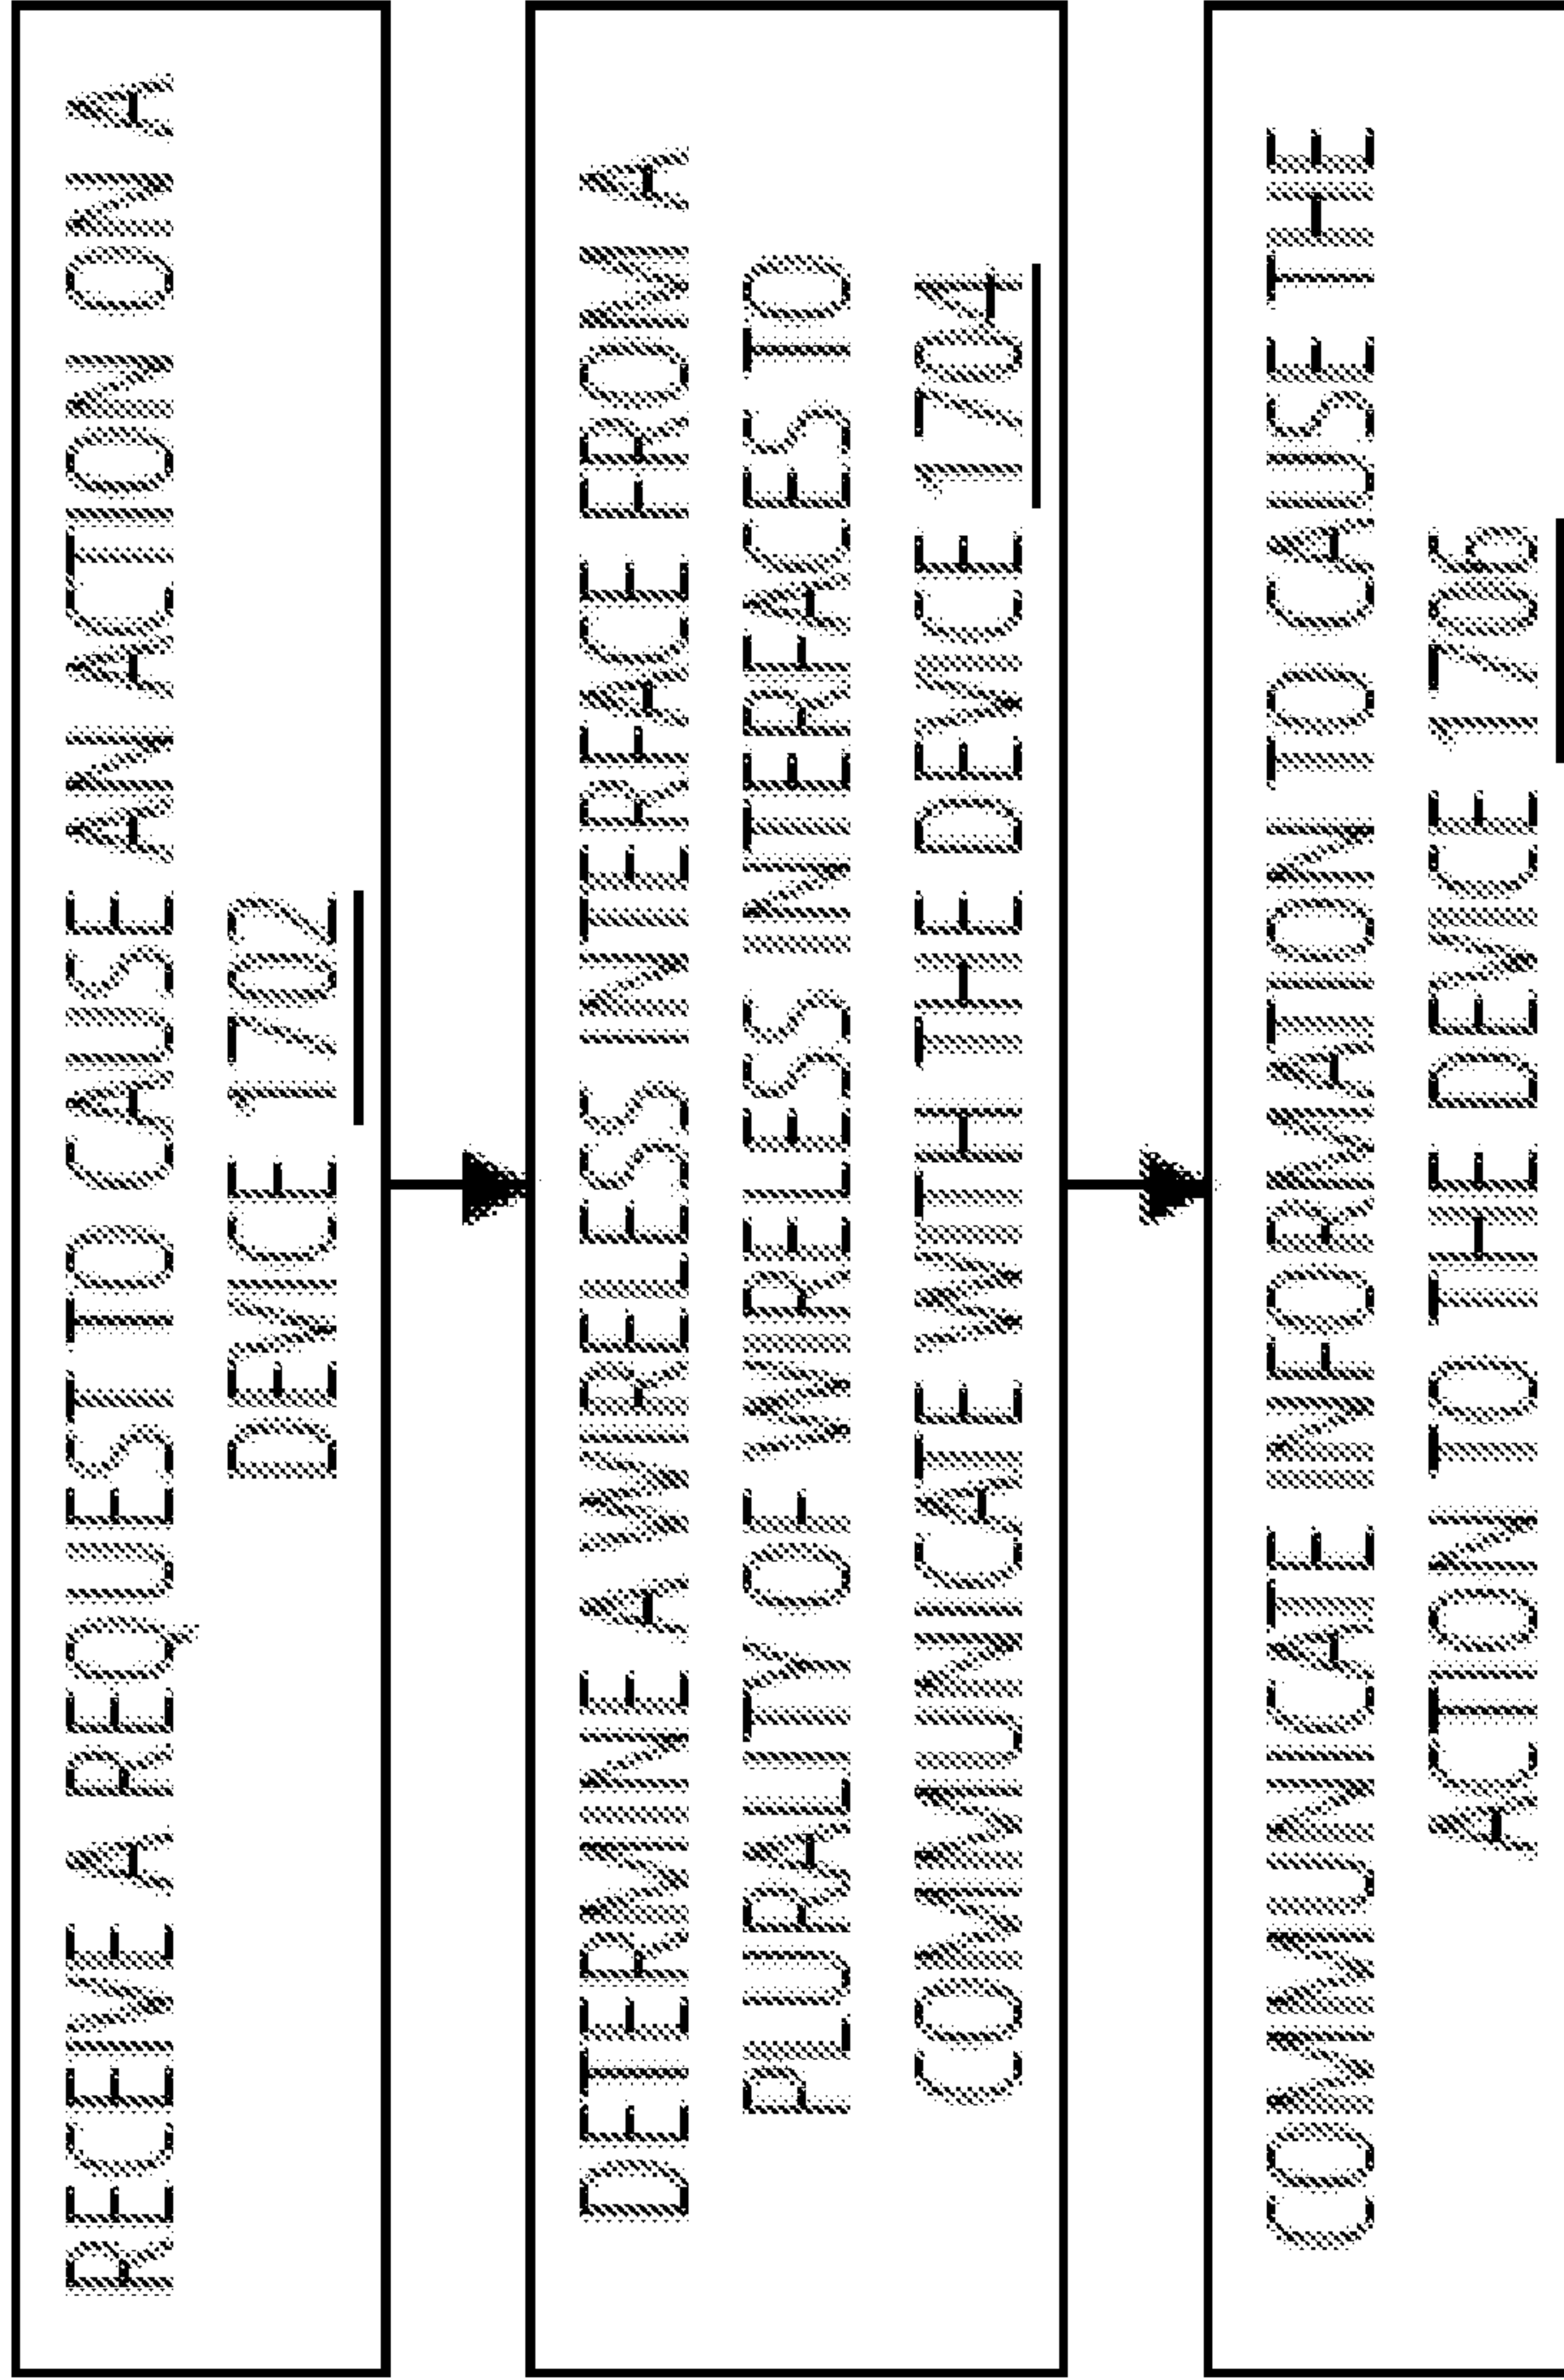 RECEIVE A REQUEST TO CAUSE AN ACTION ON A
DEVICE 1702
DETERMINE A WIRELESS INTERFACE FROM A
PLURALITY OF WIRELESS INTERFACES TO
COMMUNICATE WITH THE DEVICE 1704
COMMUNICATE INFORMATION TO CAUSE THE
ACTION TO THE DEVICE 1706